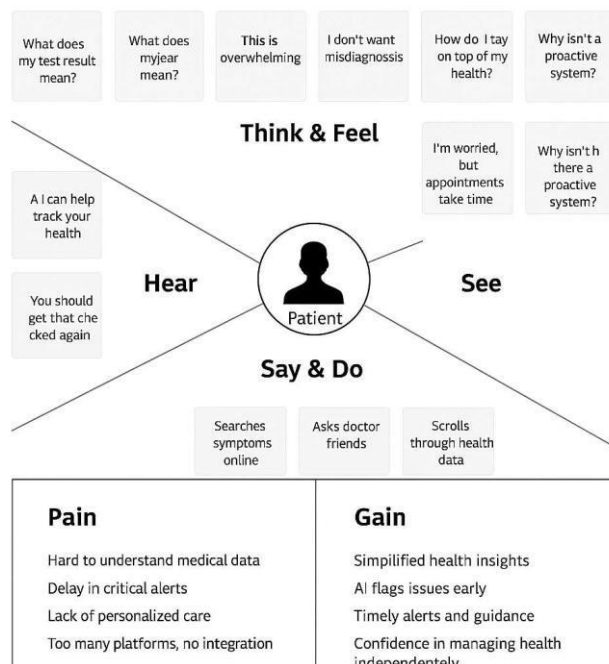 What does
my test result
mean?
What does
myjear
mean?
This is
overwhelming
I don't want
misdiagnossis
How do I tay
on top of my
health?
Why isn't a
proactive
system?
Think & Feel
I'm worried,
but
appointments
take time
Why isn't h
there a
proactive
system?
A I can help
track your
health
Hear
You should
get that che
cked again
Patient
See
Say & Do
Searches
symptoms
online
Asks doctor
friends
Scrolls
through health
data
Pain
Hard to understand medical data
Delay in critical alerts
Lack of personalized care
Too many platforms, no integration
Gain
Simpilified health insights
AI flags issues early
Timely alerts and guidance
Confidence in managing health
independentely